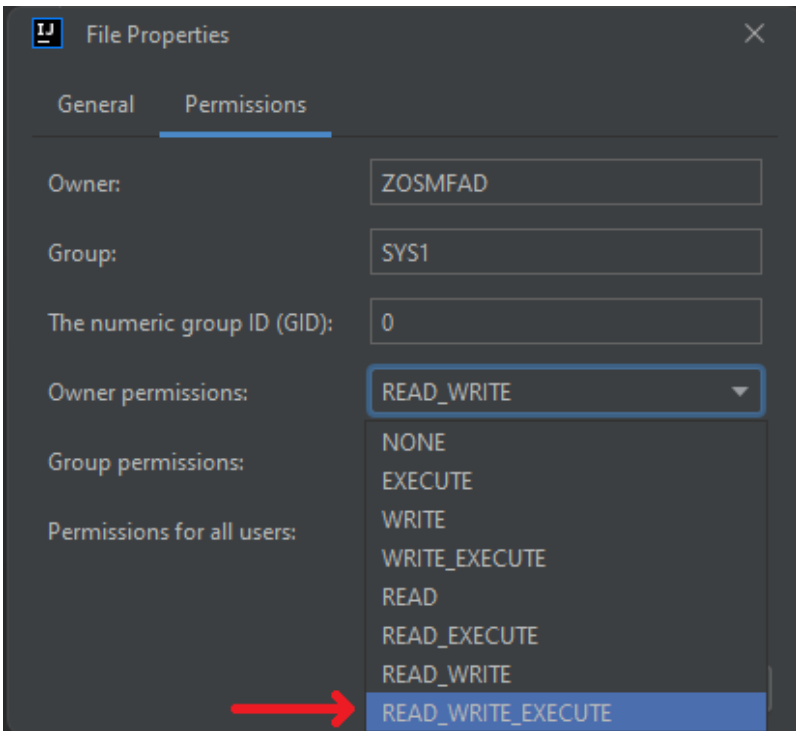 IJ File Properties
General Permissions
Owner: ZOSMFAD
Group: SYS1
The numeric group ID (GID): 0
Owner permissions: READ_WRITE
NONE
Group permissions:
EXECUTE
WRITE
Permissions for all users:
WRITE_EXECUTE
READ
READ_EXECUTE
READ_WRITE
READ_WRITE_EXECUTE